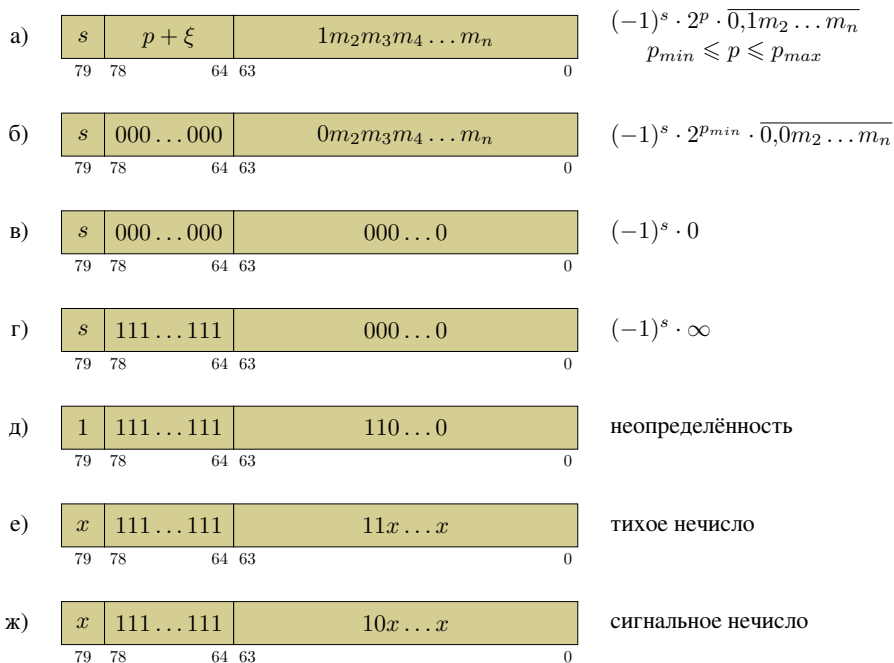 а) s p + ξ 1m₂m₃m₄ … mₙ (−1)ˢ · 2ᵖ · 0,1m₂ … mₙ
79 78 64 63 0 pₘᵢₙ ⩽ p ⩽ pₘₐₓ
б) s 000 … 000 0m₂m₃m₄ … mₙ (−1)ˢ · 2^{pₘᵢₙ} · 0,0m₂ … mₙ
79 78 64 63 0
в) s 000 … 000 000 … 0 (−1)ˢ · 0
79 78 64 63 0
г) s 111 … 111 000 … 0 (−1)ˢ · ∞
79 78 64 63 0
д) 1 111 … 111 110 … 0 неопределённость
79 78 64 63 0
е) x 111 … 111 11x … x тихое нечисло
79 78 64 63 0
ж) x 111 … 111 10x … x сигнальное нечисло
79 78 64 63 0